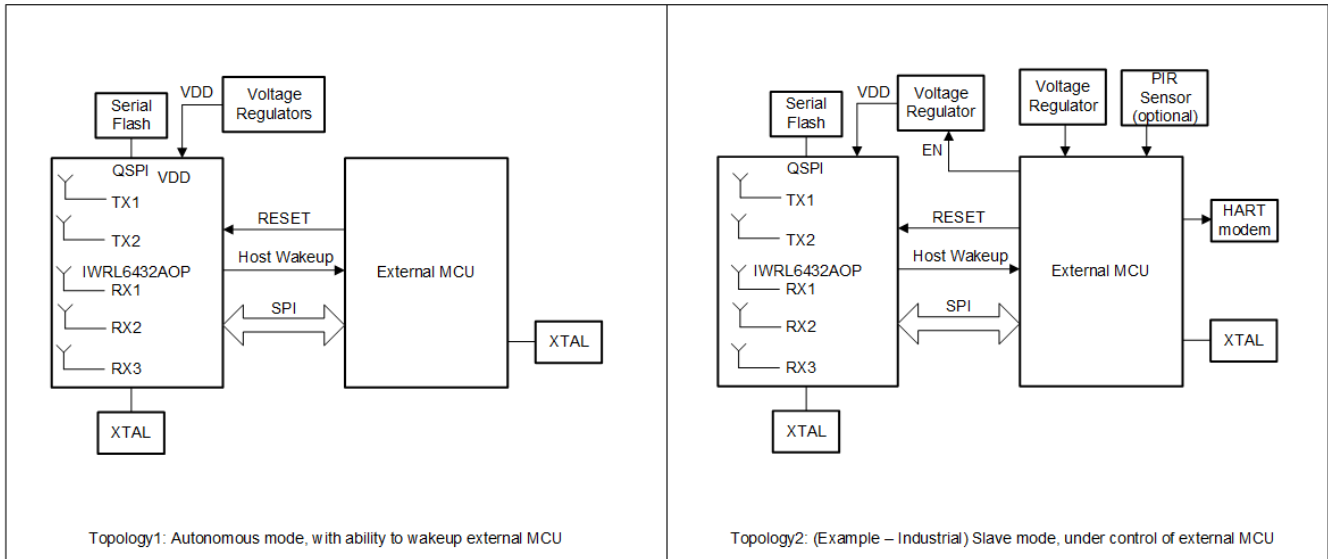 VDD
Serial
Flash
Voltage
Regulators
QSPI
VDD
TX1
TX2
IWRL6432AOP
RX1
RX2
RX3
RESET
Host Wakeup
SPI
External MCU
XTAL
XTAL
Topology1: Autonomous mode, with ability to wakeup external MCU
VDD
Serial
Flash
Voltage
Regulator
EN
Voltage
Regulator
PIR
Sensor
(optional)
QSPI
TX1
TX2
IWRL6432AOP
RX1
RX2
RX3
RESET
Host Wakeup
SPI
External MCU
HART
modem
XTAL
XTAL
Topology2: (Example – Industrial) Slave mode, under control of external MCU